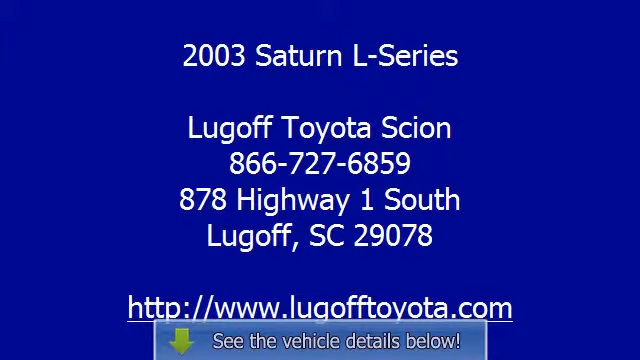 2003 Saturn L-Series
Lugoff Toyota Scion
866-727-6859
878 Highway 1 South
Lugoff, SC 29078
http://www.lugofftoyota.com
See the vehicle details below!